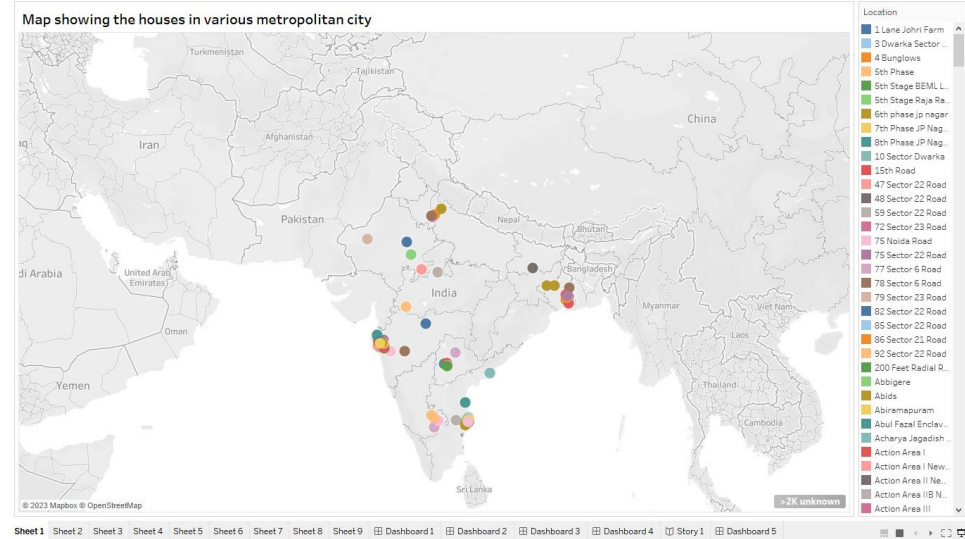 Map showing the houses in various metropolitan city
Turkmenistan
Tajikistan
China
Afghanistan
Iran
Pakistan
Nepal
Bhutan
di Arabia
United Arab
Emirates
Bangladesh
India
Myanmar
Viet Nam
Oman
Laos
Yemen
Thailand
Cambodia
Sri Lanka
© 2023 Mapbox © OpenStreetMap
>2K unknown
Location
1 Lane Johri Farm
3 Dwarka Sector ..
4 Bunglows
5th Phase
5th Stage BEML L..
5th Stage Raja Ra..
6th phase jp nagar
7th Phase JP Nag..
8th Phase JP Nag..
10 Sector Dwarka
15th Road
47 Sector 22 Road
48 Sector 22 Road
59 Sector 22 Road
72 Sector 23 Road
75 Noida Road
75 Sector 22 Road
77 Sector 6 Road
78 Sector 6 Road
79 Sector 23 Road
82 Sector 22 Road
85 Sector 22 Road
86 Sector 21 Road
92 Sector 22 Road
200 Feet Radial R..
Abbigere
Abids
Abiramapuram
Abul Fazal Enclav..
Acharya Jagadish ..
Action Area I
Action Area I New..
Action Area II Ne..
Action Area IIB N..
Action Area III
Sheet 1 Sheet 2 Sheet 3 Sheet 4 Sheet 5 Sheet 6 Sheet 7 Sheet 8 Sheet 9 Dashboard 1 Dashboard 2 Dashboard 3 Dashboard 4 Story 1 Dashboard 5